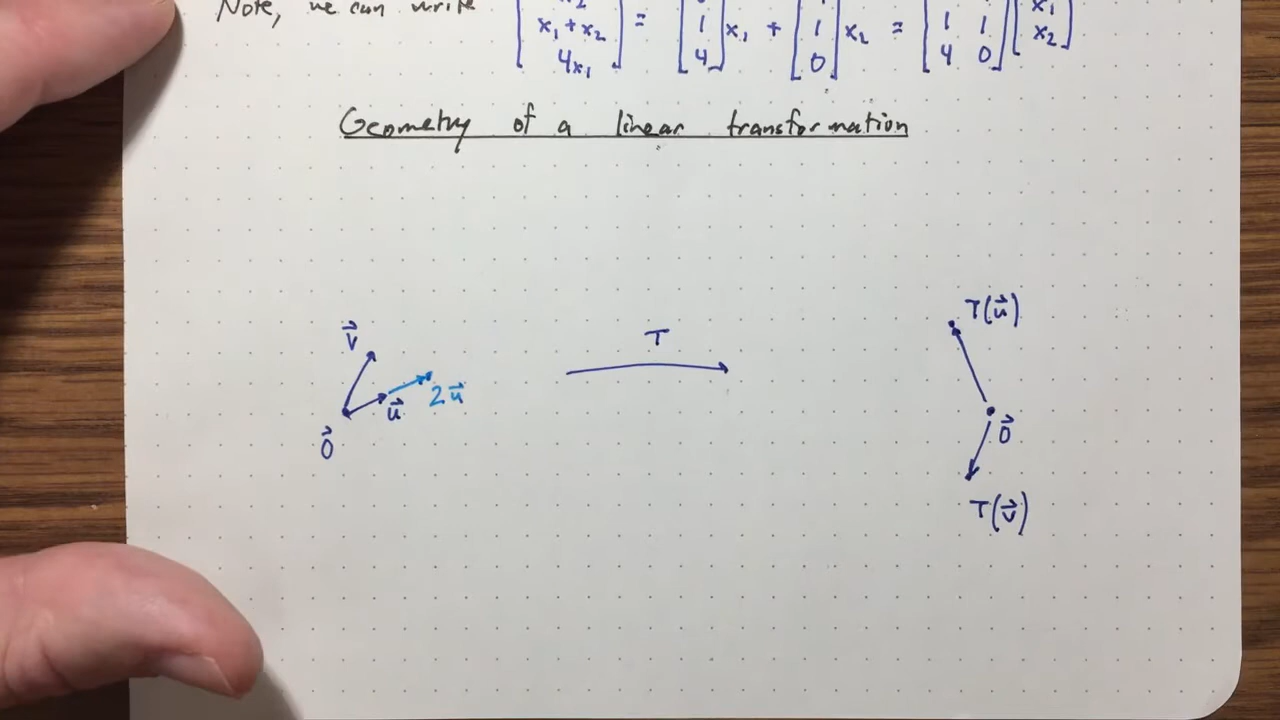 Note, we can write [x₁+x₂ 4x₁] = [1 4]x₁ + [1 0]x₂ = [1 1 4 0][x₁ x₂]
Geometry of a linear transformation
T(u⃗)
v⃗
T
2u⃗
u⃗
0⃗
0⃗
T(v⃗)